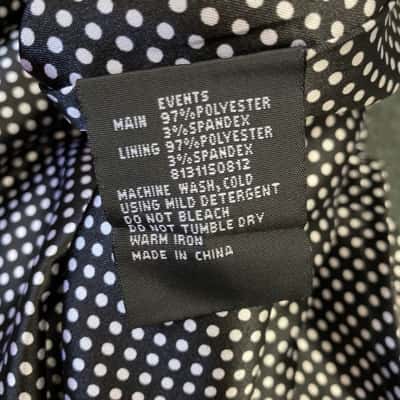 EVENTS
MAIN 97%POLYESTER
3%SPANDEX
LINING 97%POLYESTER
3%SPANDEX
81311S0812
MACHINE WASH,COLD
USING MILD DETERGENT
DO NOT BLEACH
DO NOT TUMBLE DRY
WARM IRON
MADE IN CHINA